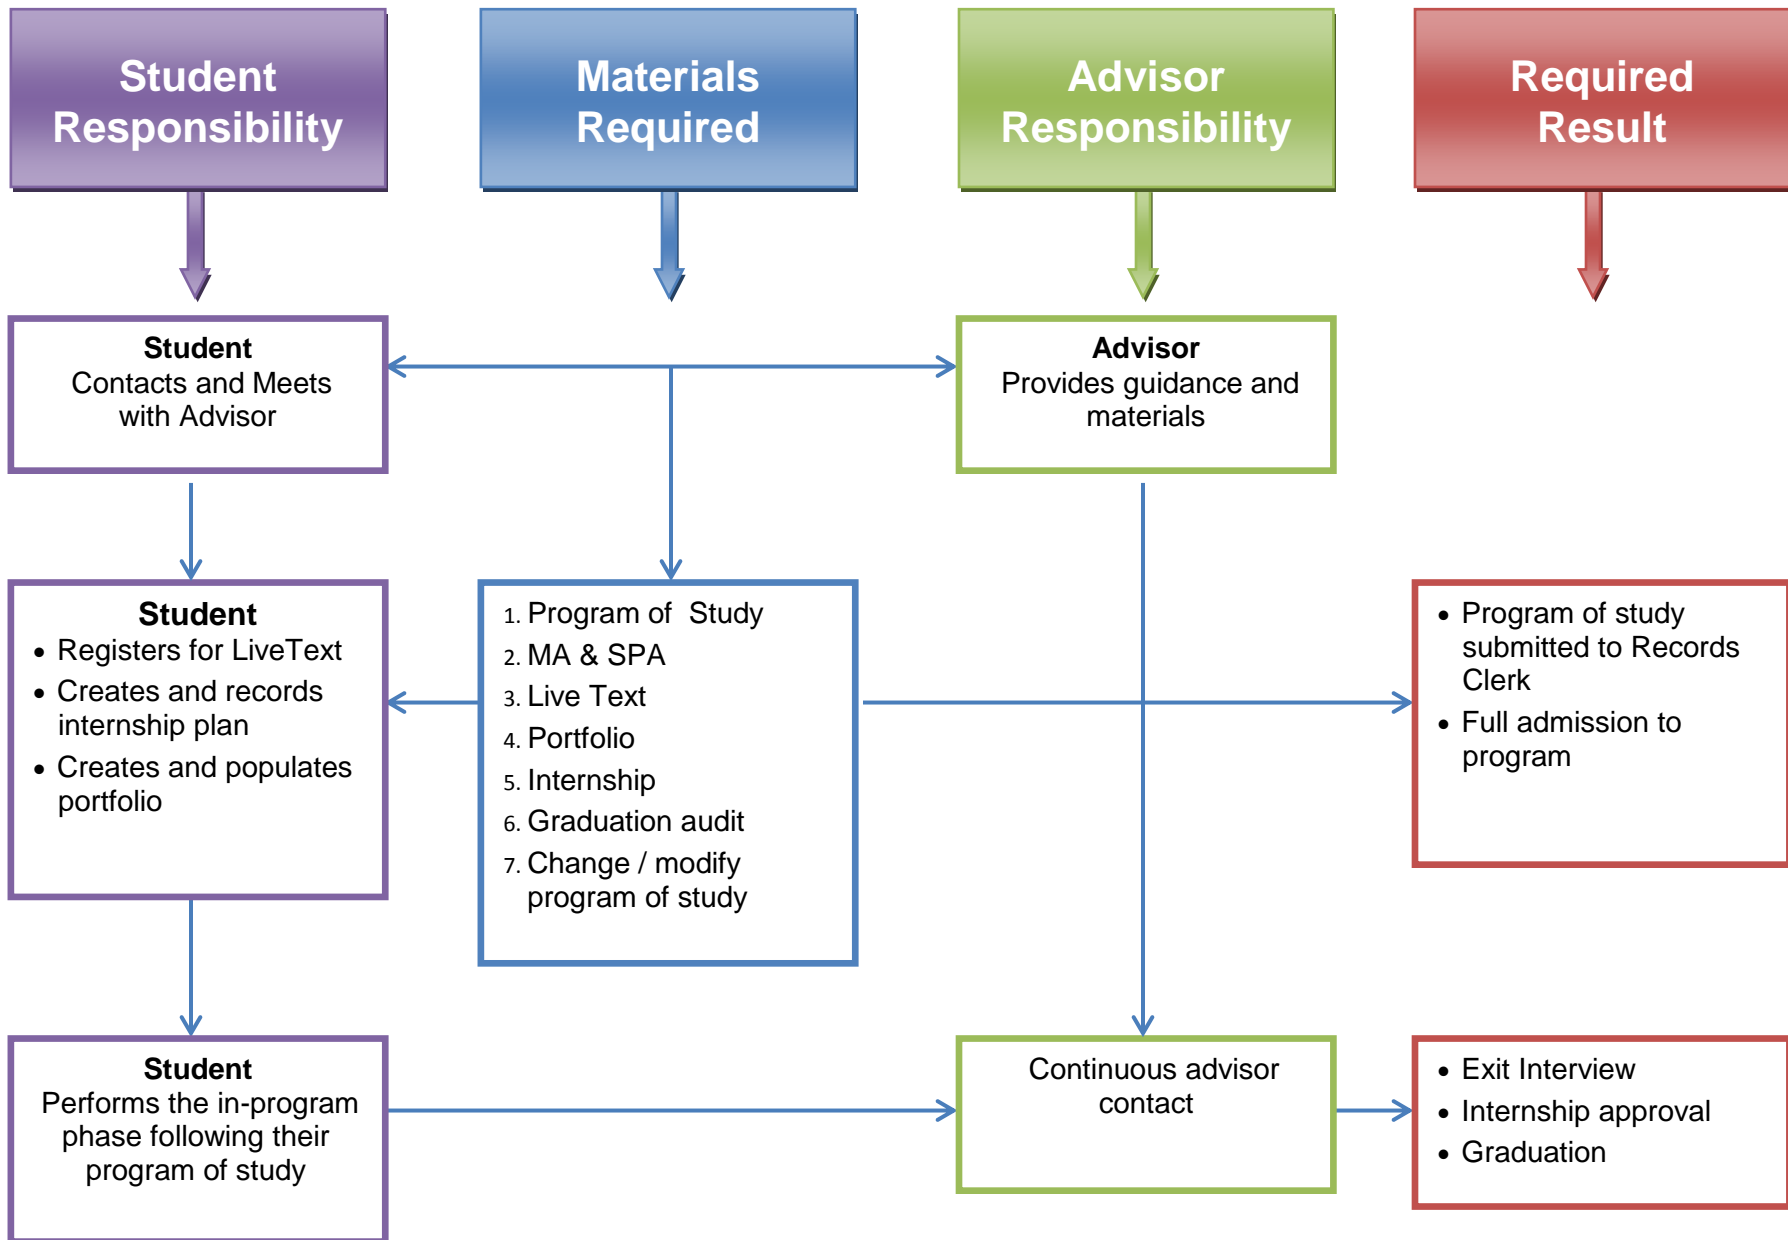 Student
Responsibility
Materials
Required
Advisor
Responsibility
Required
Result
Student
Contacts and Meets
with Advisor
Advisor
Provides guidance and
materials
Student
• Registers for LiveText
• Creates and records
internship plan
• Creates and populates
portfolio
1. Program of  Study
2. MA & SPA
3. Live Text
4. Portfolio
5. Internship
6. Graduation audit
7. Change / modify
program of study
• Program of study
submitted to Records
Clerk
• Full admission to
program
Student
Performs the in-program
phase following their
program of study
Continuous advisor
contact
• Exit Interview
• Internship approval
• Graduation